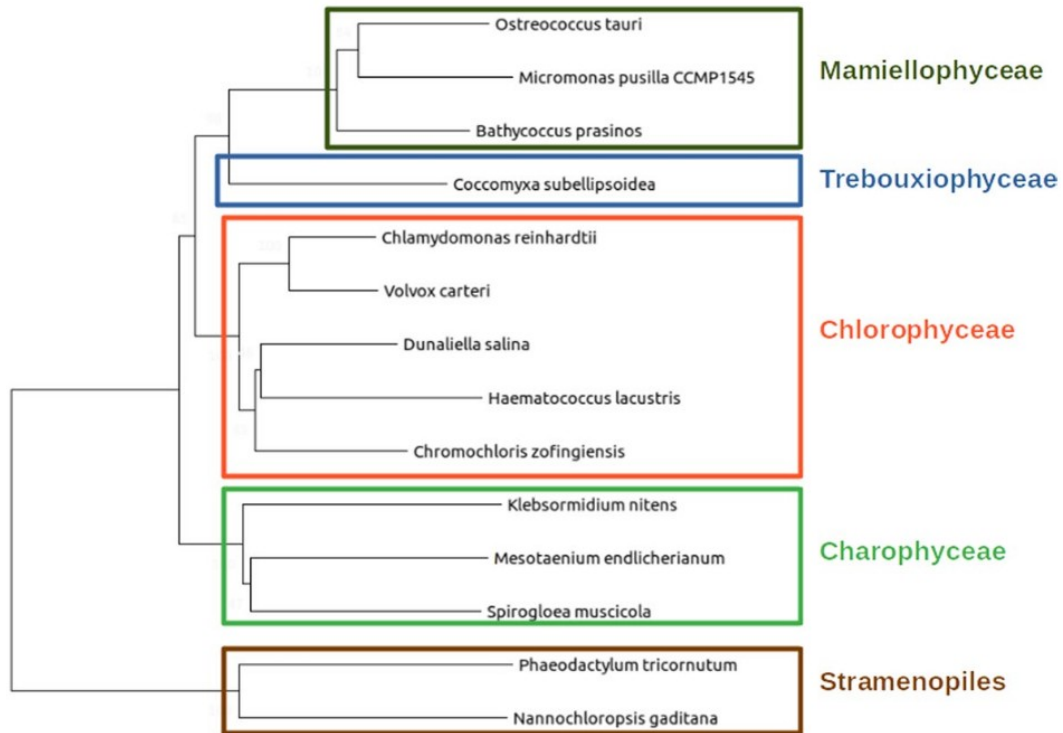 Ostreococcus tauri
Micromonas pusilla CCMP1545
Mamiellophyceae
Bathycoccus prasinos
Coccomyxa subellipsoidea
Trebouxiophyceae
Chlamydomonas reinhardtii
Volvox carteri
Chlorophyceae
Dunaliella salina
Haematococcus lacustris
Chromochloris zofingiensis
Klebsormidium nitens
Charophyceae
Mesotaenium endlicherianum
Spirogloea muscicola
Phaeodactylum tricornutum
Stramenopiles
Nannochloropsis gaditana